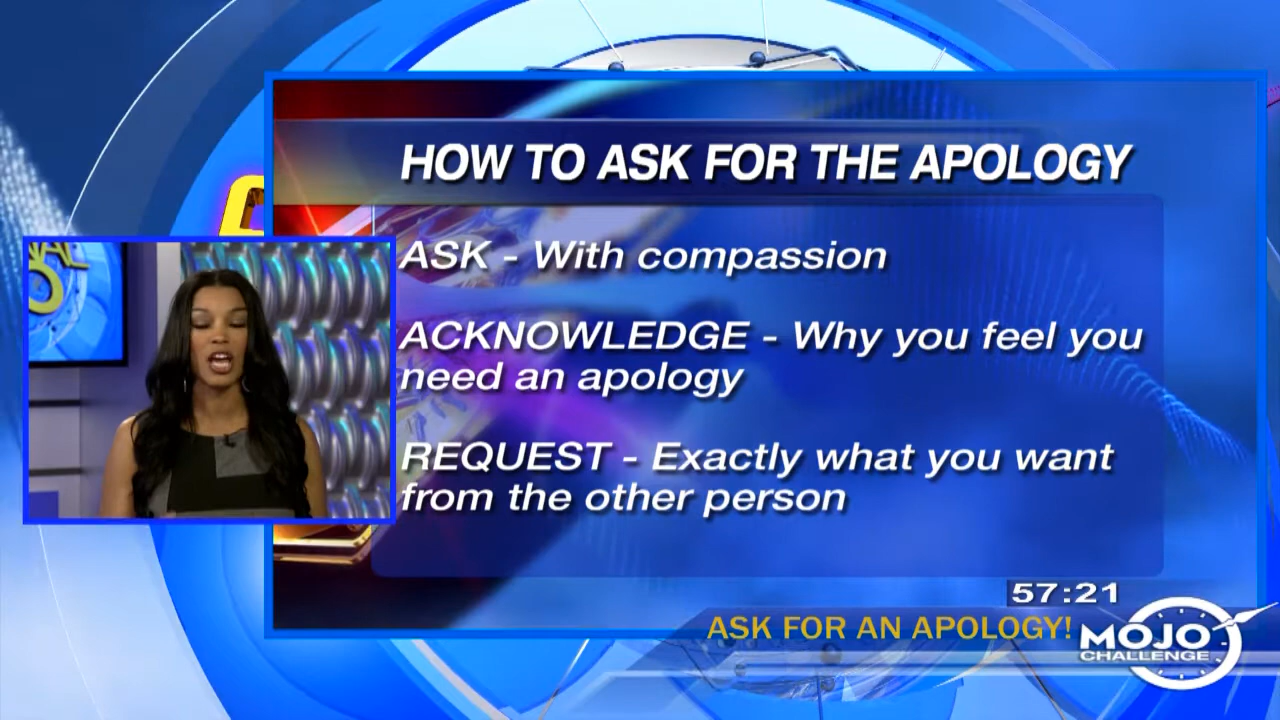 HOW TO ASK FOR THE APOLOGY
ASK - With compassion
ACKNOWLEDGE - Why you feel you
need an apology
REQUEST - Exactly what you want
from the other person
57:21
ASK FOR AN APOLOGY!
MOJO
CHALLENGE